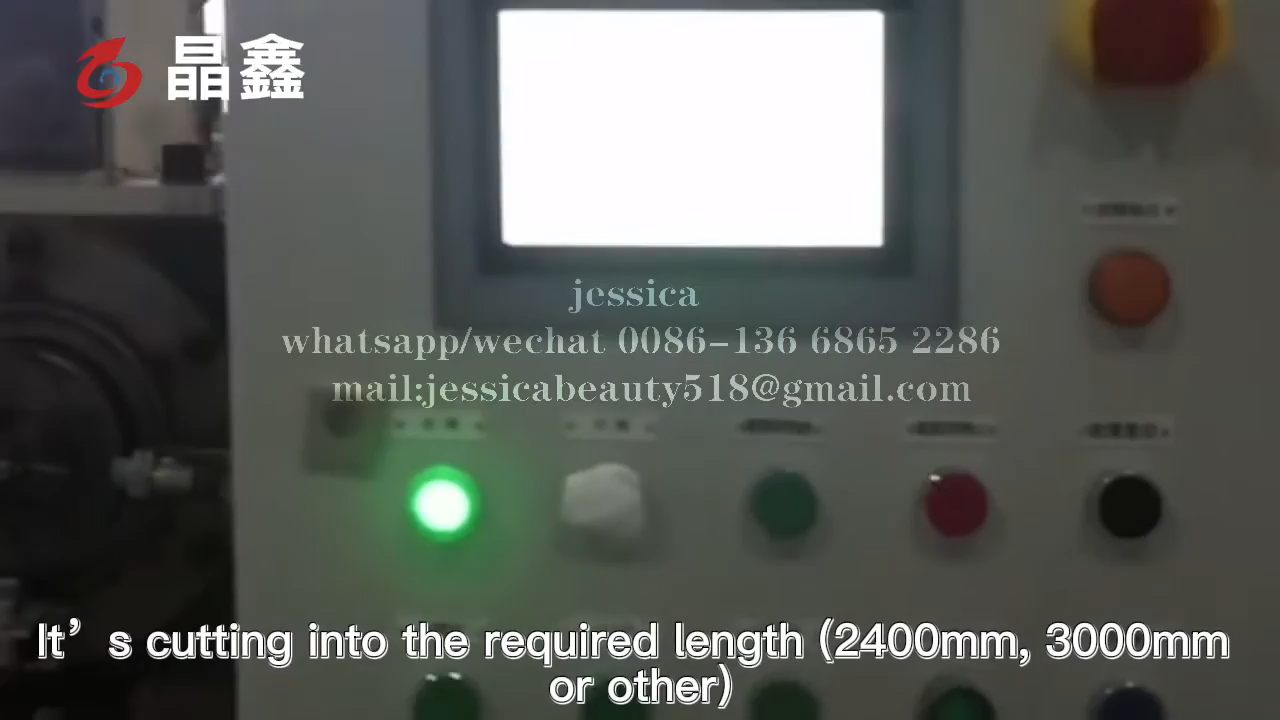 晶鑫
jessica
whatsapp/wechat 0086-136 6865 2286
mail:jessicabeauty518@gmail.com
It’s cutting into the required length (2400mm, 3000mm
or other)